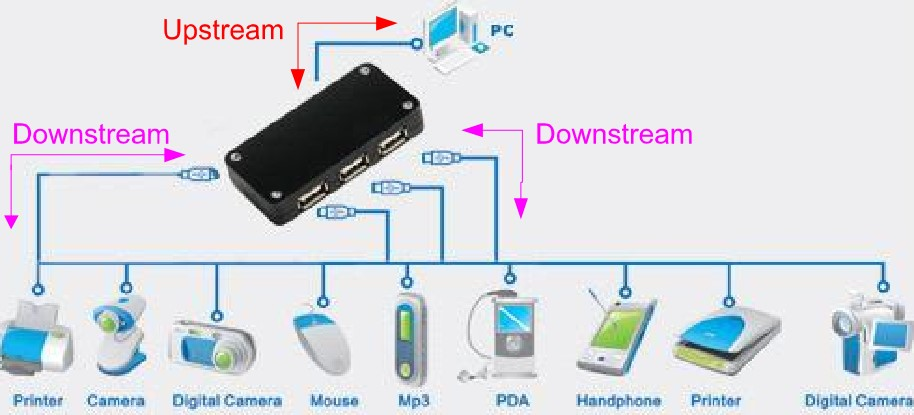 Upstream
PC
Downstream
Downstream
Printer
Camera
Digital Camera
Mouse
Mp3
PDA
Handphone
Printer
Digital Camera